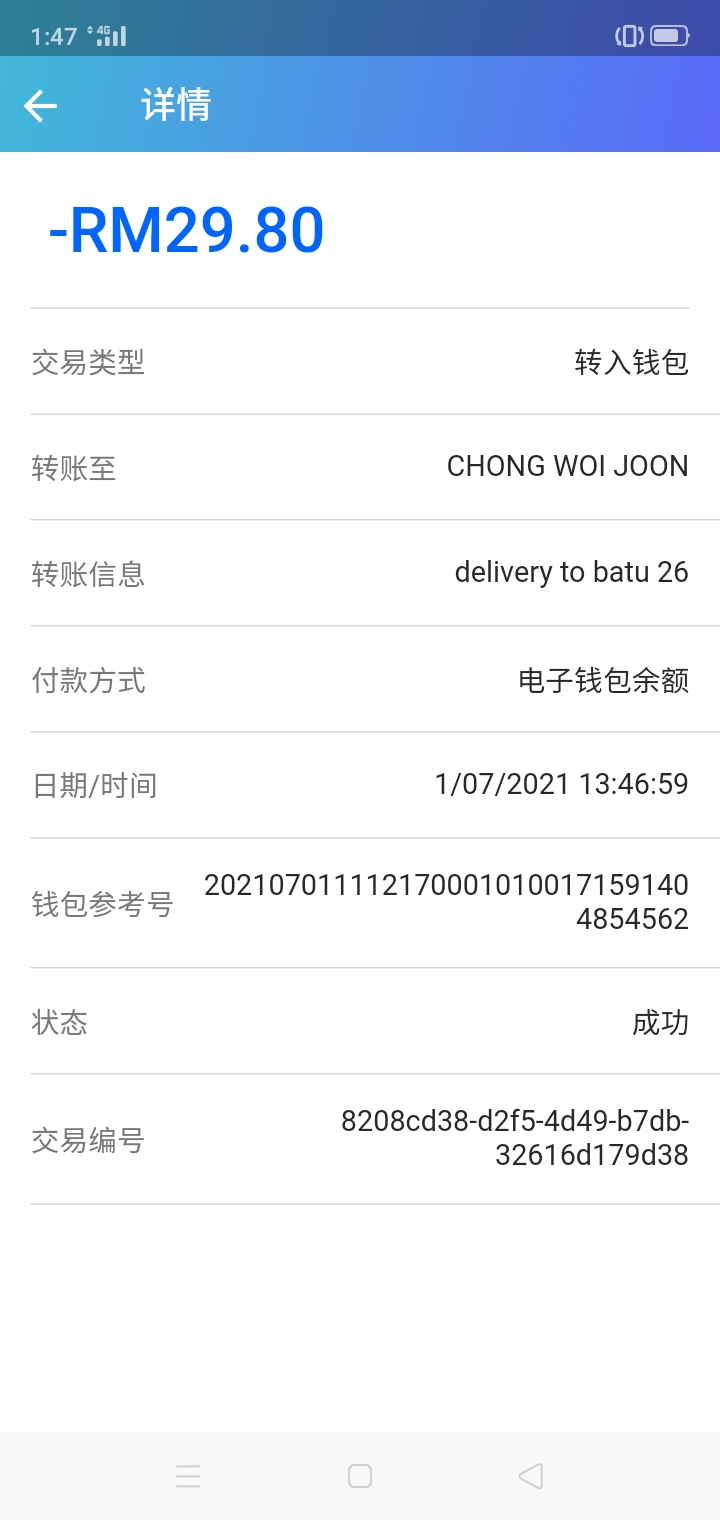 1:47 4G
详情
-RM29.80
交易类型 转入钱包
转账至 CHONG WOI JOON
转账信息 delivery to batu 26
付款方式 电子钱包余额
日期/时间 1/07/2021 13:46:59
钱包参考号 202107011112170001010017159140
4854562
状态 成功
交易编号 8208cd38-d2f5-4d49-b7db-
32616d179d38